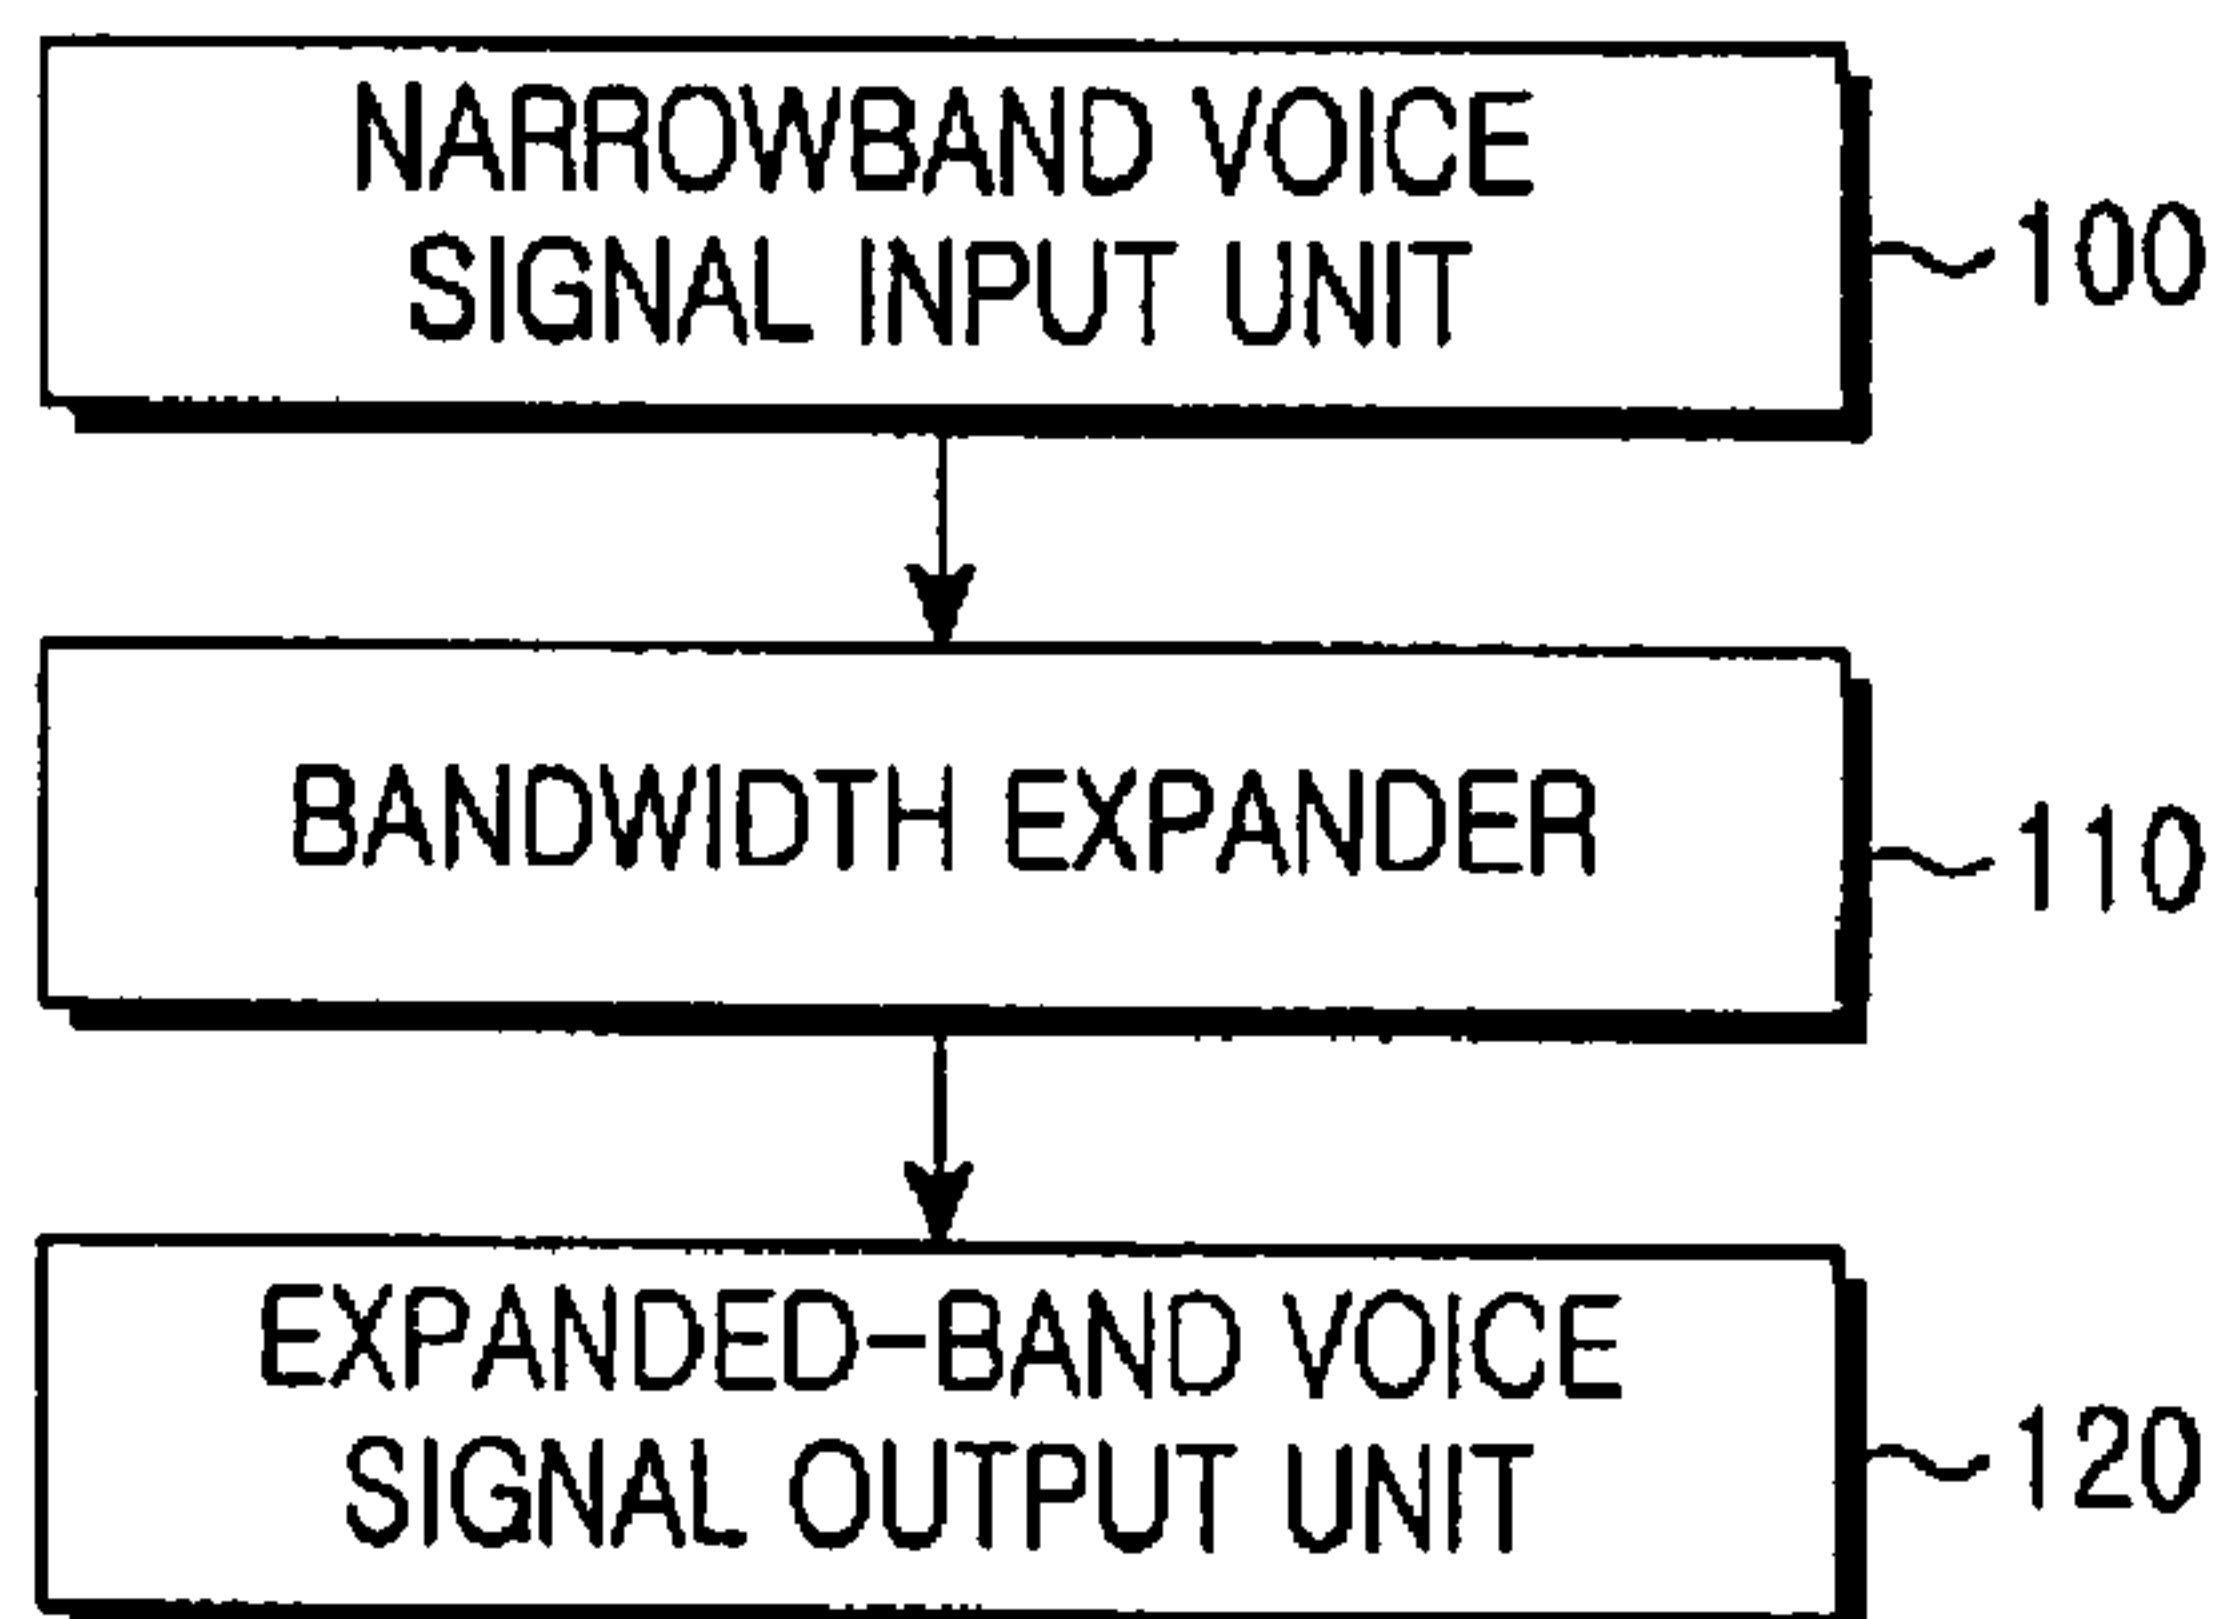 NARROWBAND VOICE
SIGNAL INPUT UNIT
100
BANDWIDTH EXPANDER
110
EXPANDED-BAND VOICE
SIGNAL OUTPUT UNIT
120